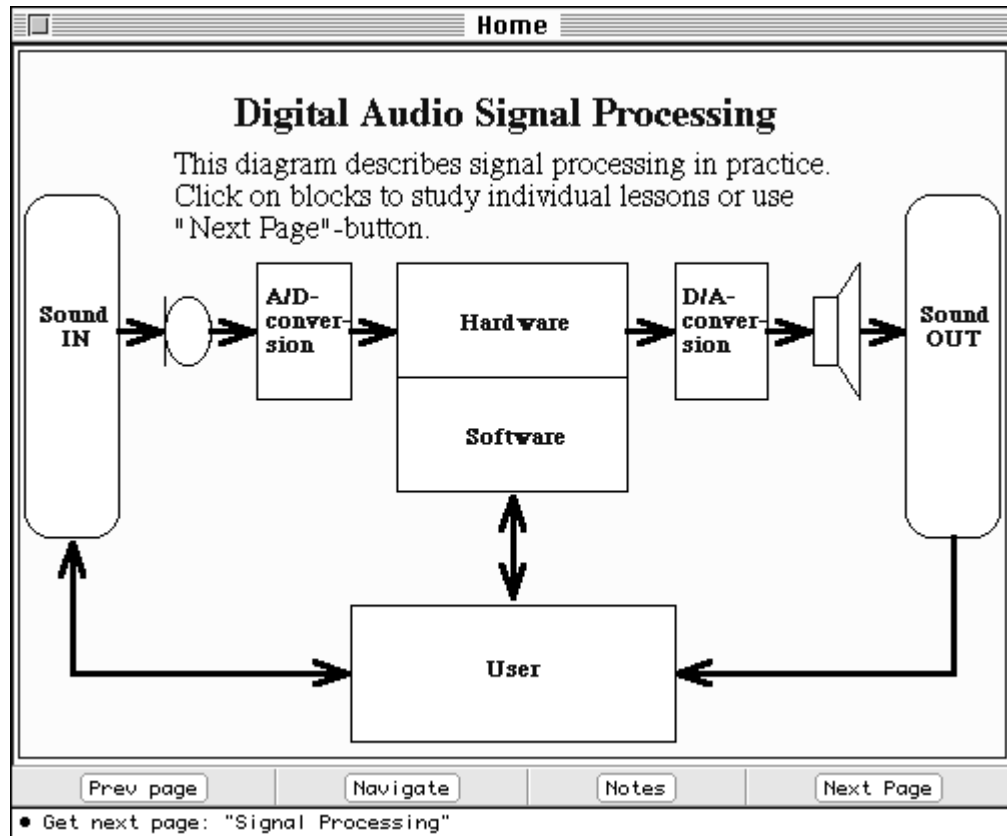 Home
Digital Audio Signal Processing
This diagram describes signal processing in practice.
Click on blocks to study individual lessons or use
"Next Page"-button.
Sound
IN
A/D-
conver-
sion
Hardware
Software
D/A-
conver-
sion
Sound
OUT
User
Prev page
Navigate
Notes
Next Page
● Get next page: "Signal Processing"